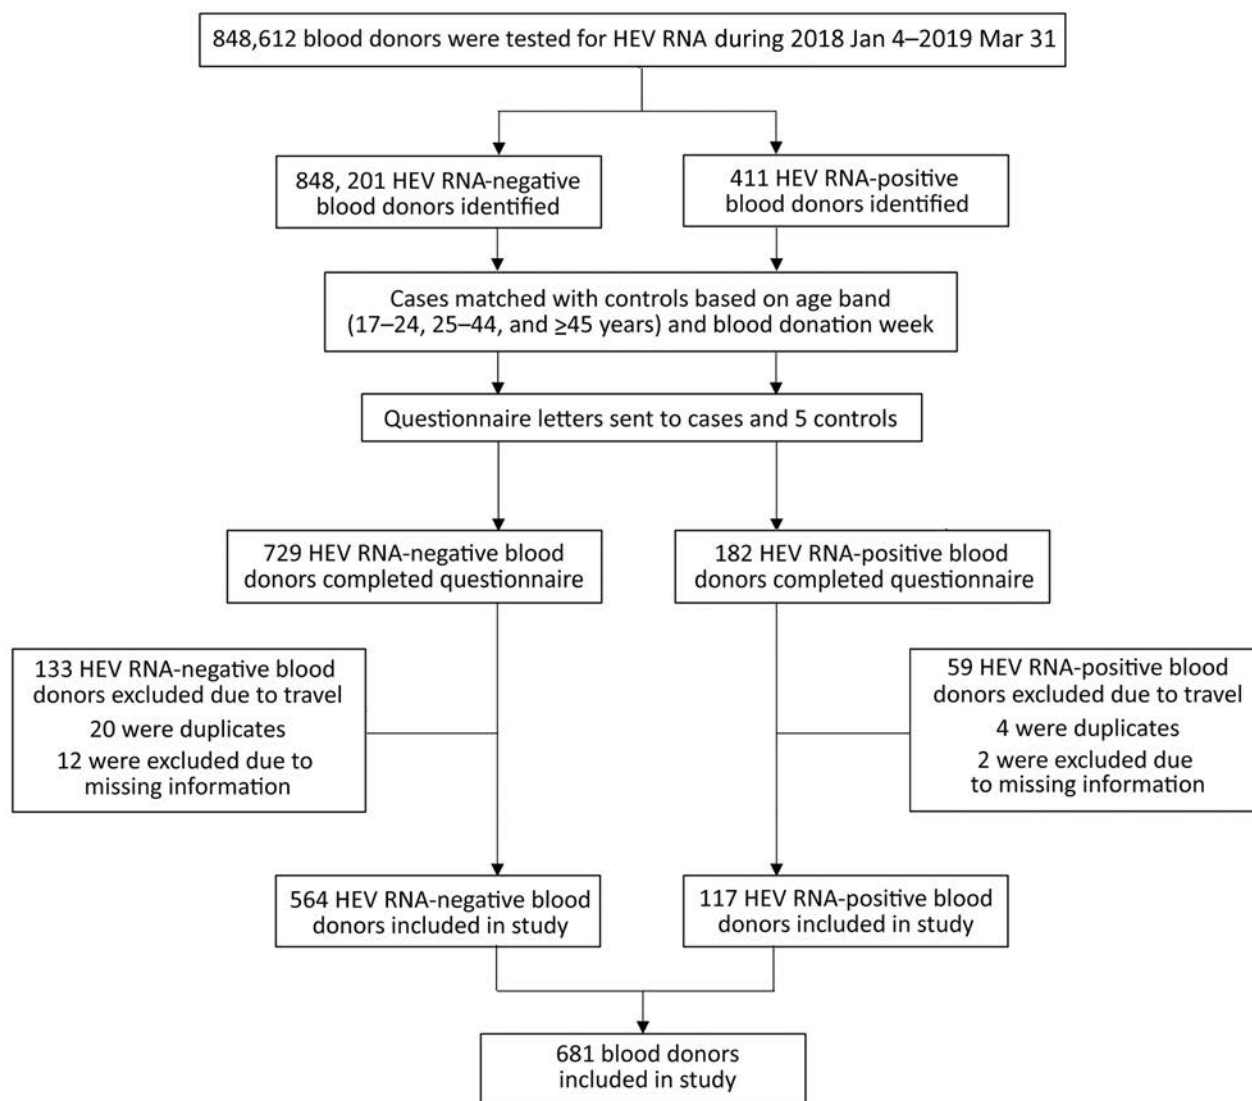 848,612 blood donors were tested for HEV RNA during 2018 Jan 4–2019 Mar 31
848, 201 HEV RNA-negative
blood donors identified
411 HEV RNA-positive
blood donors identified
Cases matched with controls based on age band
(17–24, 25–44, and ≥45 years) and blood donation week
Questionnaire letters sent to cases and 5 controls
729 HEV RNA-negative blood
donors completed questionnaire
182 HEV RNA-positive blood
donors completed questionnaire
133 HEV RNA-negative blood
donors excluded due to travel
20 were duplicates
12 were excluded due to
missing information
59 HEV RNA-positive blood
donors excluded due to travel
4 were duplicates
2 were excluded due
to missing information
564 HEV RNA-negative blood
donors included in study
117 HEV RNA-positive blood
donors included in study
681 blood donors
included in study